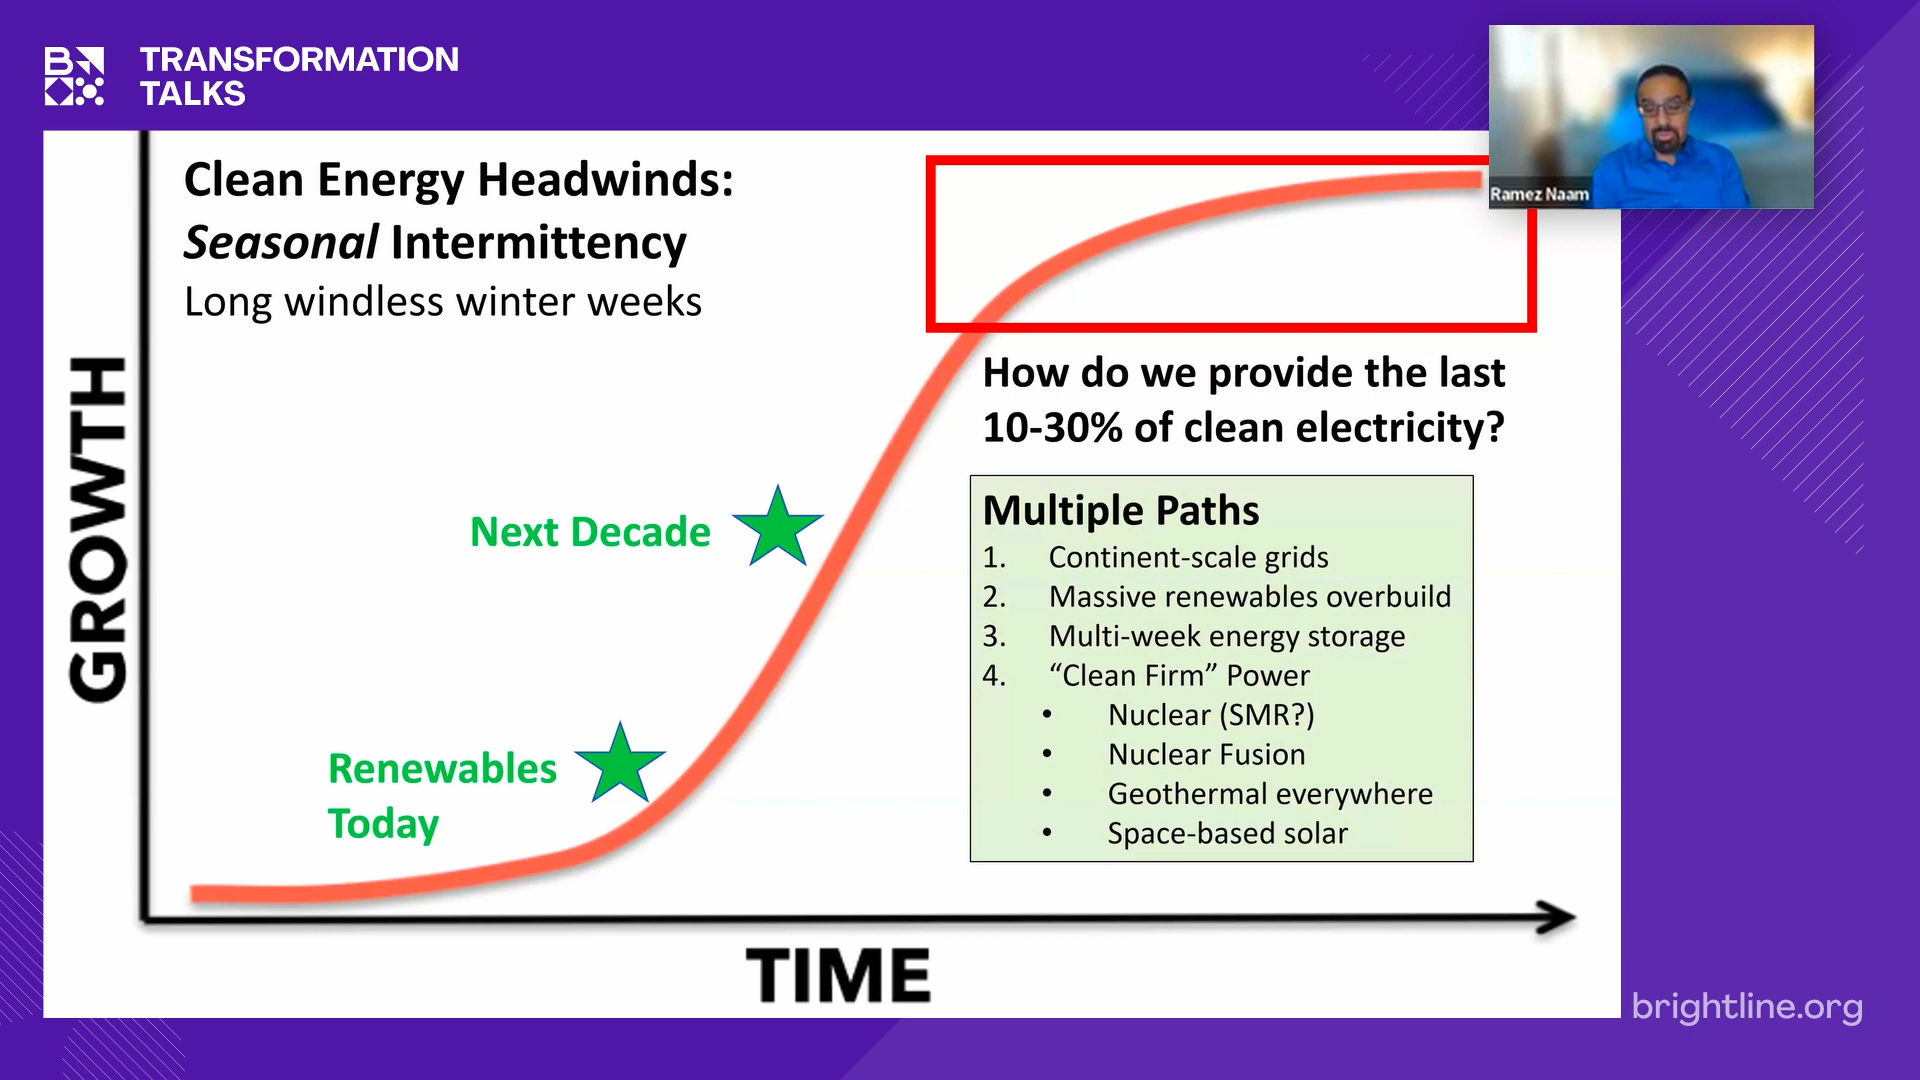 TRANSFORMATION
TALKS
Ramez Naam
Clean Energy Headwinds:
Seasonal Intermittency
Long windless winter weeks
How do we provide the last
10-30% of clean electricity?
Next Decade
Multiple Paths
1. Continent-scale grids
2. Massive renewables overbuild
3. Multi-week energy storage
4. “Clean Firm” Power
• Nuclear (SMR?)
• Nuclear Fusion
• Geothermal everywhere
• Space-based solar
Renewables
Today
GROWTH
TIME
brightline.org